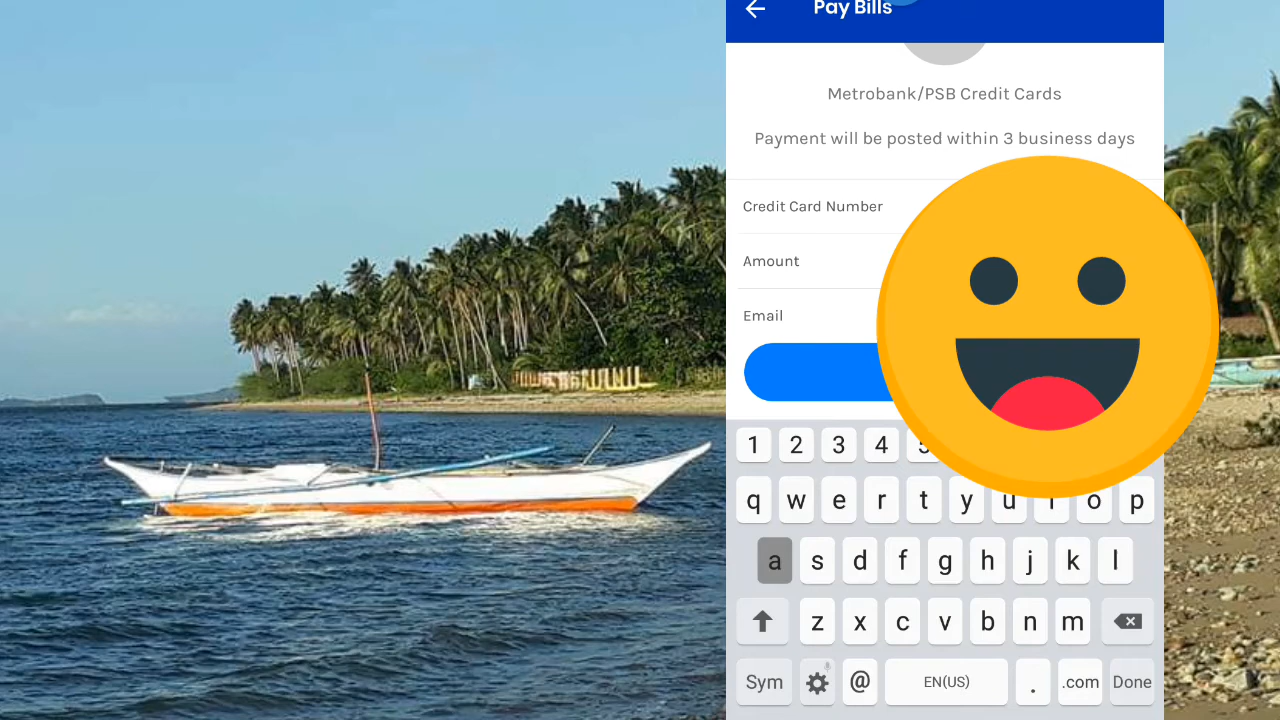 Pay Bills
Metrobank/PSB Credit Cards
Payment will be posted within 3 business days
Credit Card Number
Amount
Email
1 2 3 4 5
q w e r t y u i o p
a s d f g h j k l
z x c v b n m
Sym @ EN(US) . .com Done